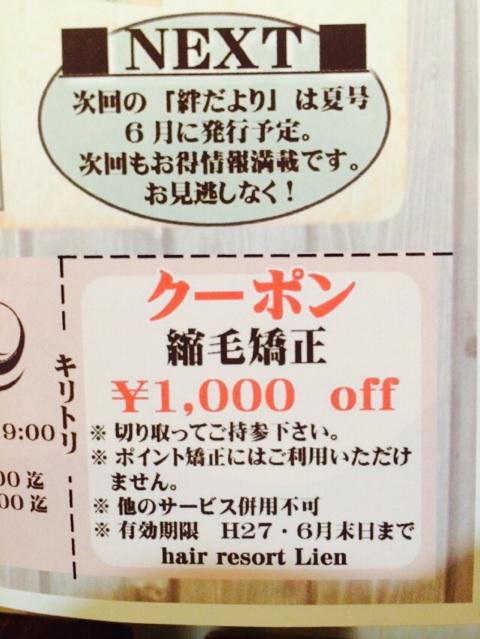 NEXT
次回の『絆だより』は夏号
6月に発行予定。
次回もお得情報満載です。
お見逃しなく!
クーポン
縮毛矯正
¥1,000 off
※ 切り取ってご持参下さい。
※ ポイント矯正にはご利用いただけ
ません。
※ 他のサービス併用不可
※ 有効期限 H27・6月末日まで
hair resort Lien
キリトリ
9:00
00 迄
00 迄